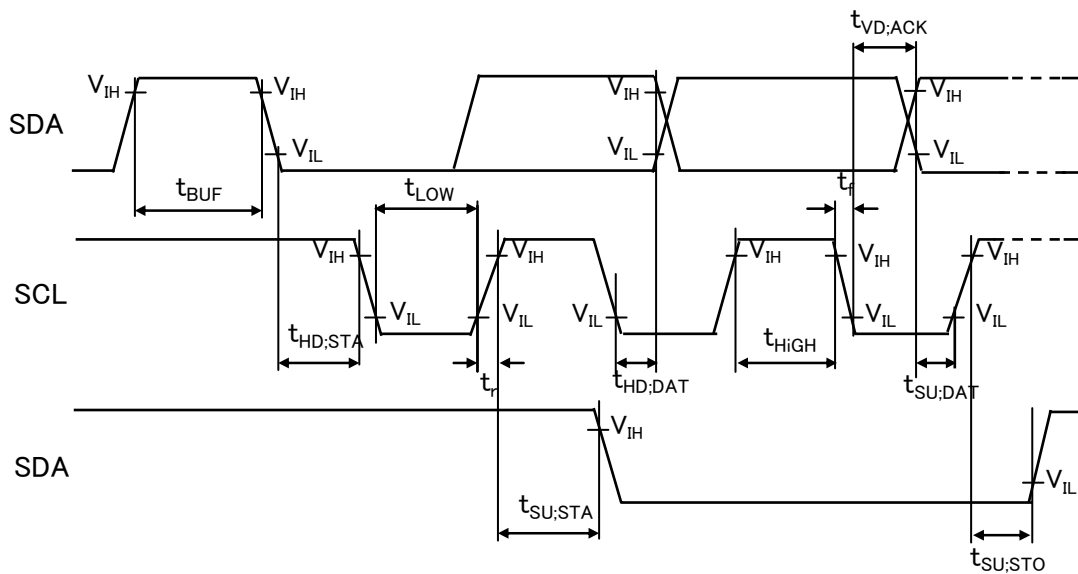 tVD;ACK
VIH
VIH
VIH
VIH
SDA
VIL
VIL
VIL
tBUF
tLOW
tf
VIH
VIH
VIH
VIH
VIH
SCL
VIL
VIL
VIL
VIL
VIL
tHD;STA
tr
tHD;DAT
tHiGH
tSU;DAT
VIH
SDA
VIL
tSU;STA
tSU;STO